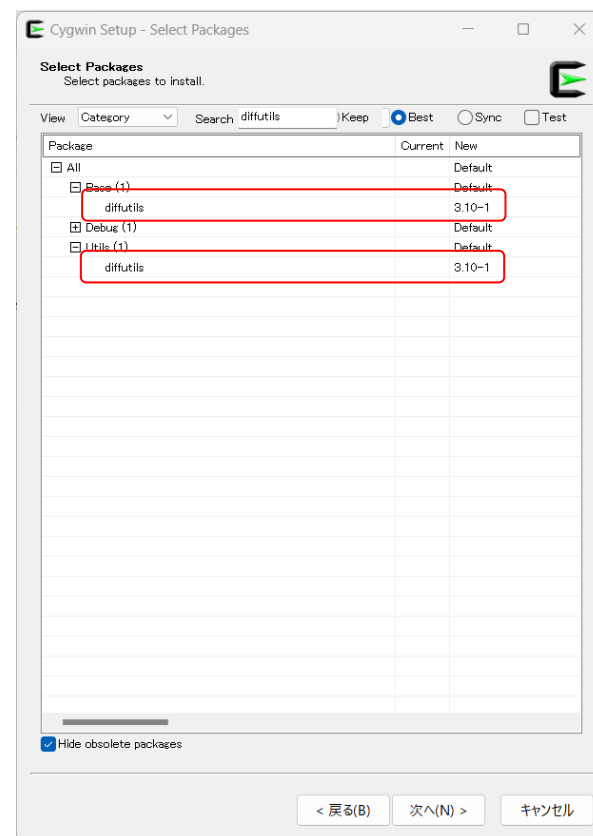 Cygwin Setup - Select Packages
Select Packages
Select packages to install.
View Category Search diffutils Keep Best Sync Test
Package Current New
All Default
Base (1) Default
diffutils 3.10-1
Debug (1) Default
Utils (1) Default
diffutils 3.10-1
Hide obsolete packages
< 戻る(B) 次へ(N) > キャンセル